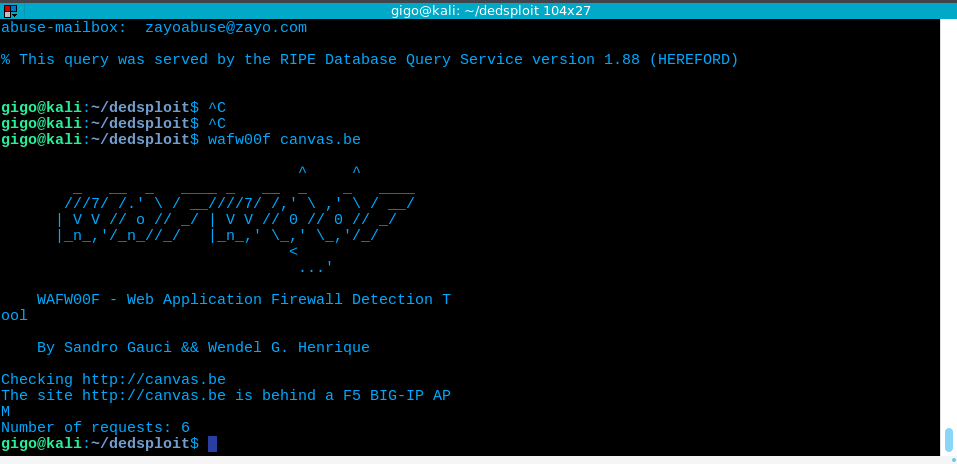 gigo@kali: ~/dedsploit 104x27
abuse-mailbox:  zayoabuse@zayo.com
% This query was served by the RIPE Database Query Service version 1.88 (HEREFORD)
gigo@kali:~/dedsploit$ ^C
gigo@kali:~/dedsploit$ ^C
gigo@kali:~/dedsploit$ wafw00f canvas.be
                                 ^     ^
        _   __  _   ____ _   __  _    _   ____
       ///7/ /.' \ / __////7/ /,' \ ,' \ / __/
      | V V // o // _/ | V V // 0 // 0 // _/
      |_n_,'/_n_//_/   |_n_,' \_,' \_,'/_/
                                <
                                 ...'
    WAFW00F - Web Application Firewall Detection T
ool
    By Sandro Gauci && Wendel G. Henrique
Checking http://canvas.be
The site http://canvas.be is behind a F5 BIG-IP AP
M
Number of requests: 6
gigo@kali:~/dedsploit$